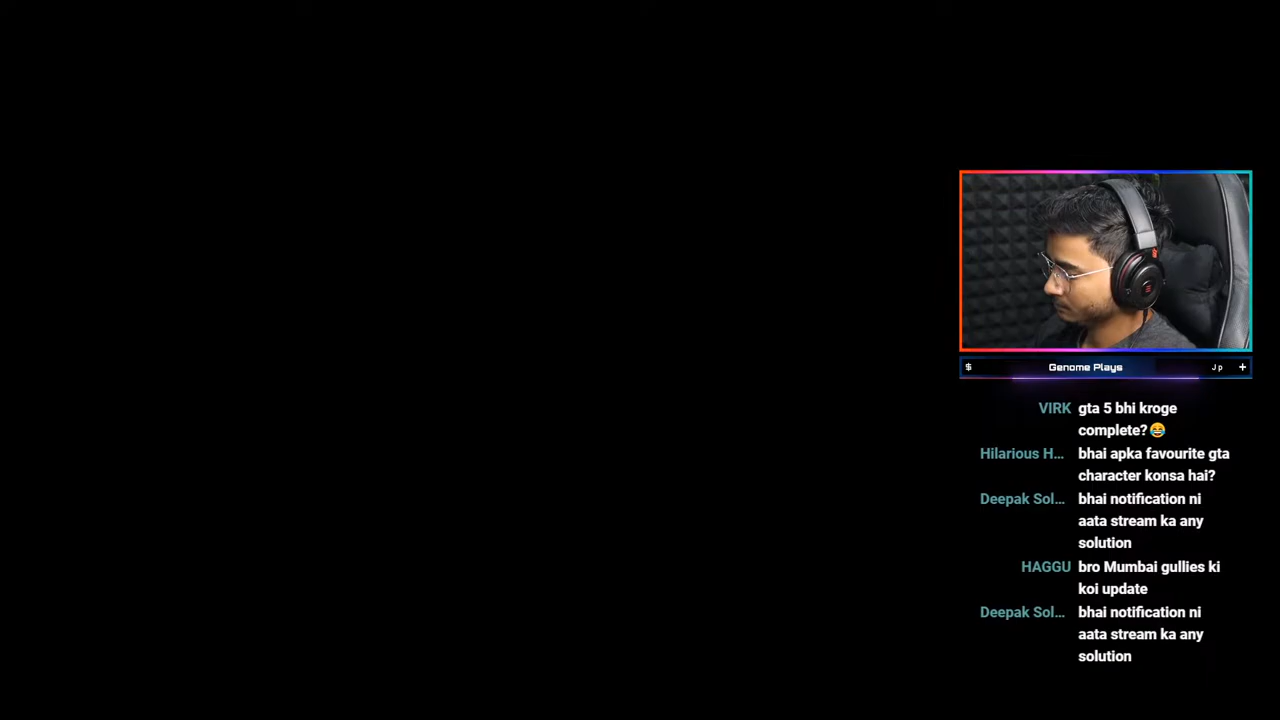 $ Genome Plays Jp +
VIRK gta 5 bhi kroge
complete?😂
Hilarious H... bhai apka favourite gta
character konsa hai?
Deepak Sol... bhai notification ni
aata stream ka any
solution
HAGGU bro Mumbai gullies ki
koi update
Deepak Sol... bhai notification ni
aata stream ka any
solution